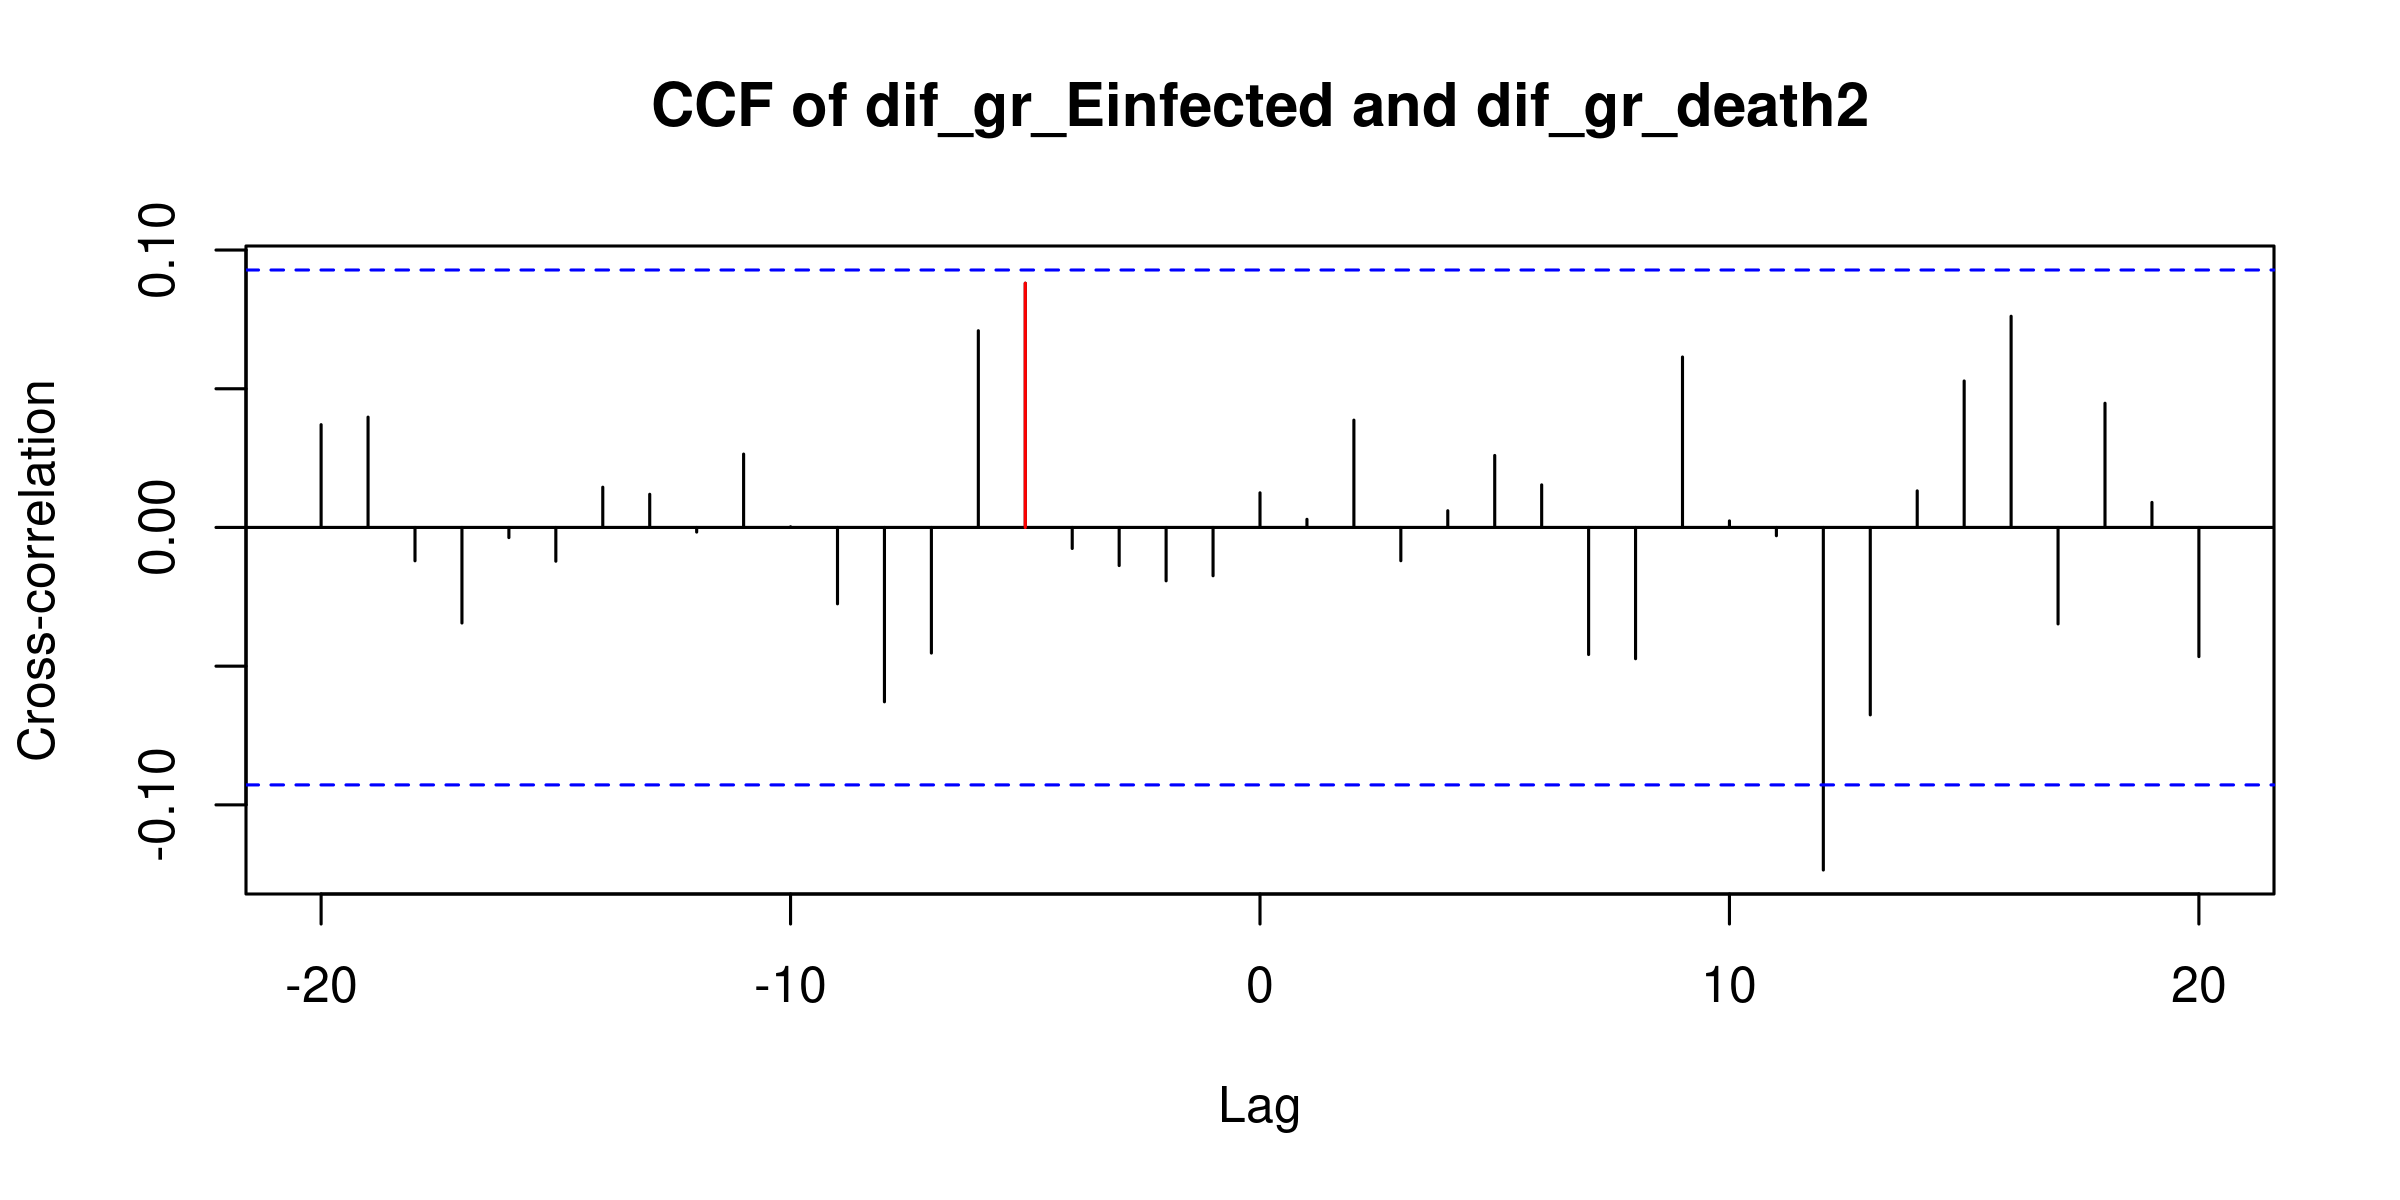 CCF of dif_gr_Einfected and dif_gr_death2
Cross-correlation
0.10
0.00
-0.10
-20 -10 0 10 20
Lag